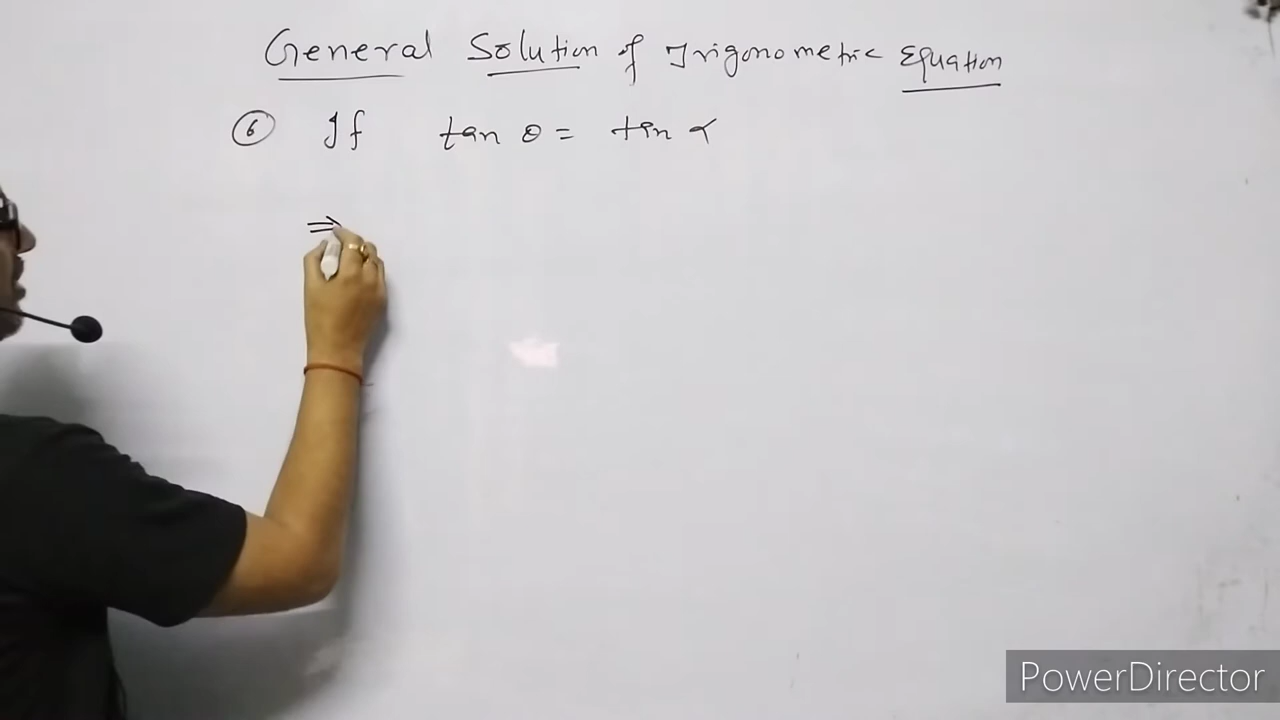 General Solution of Trigonometric Equation
⑥ If tan θ = tan α
⇒
PowerDirector